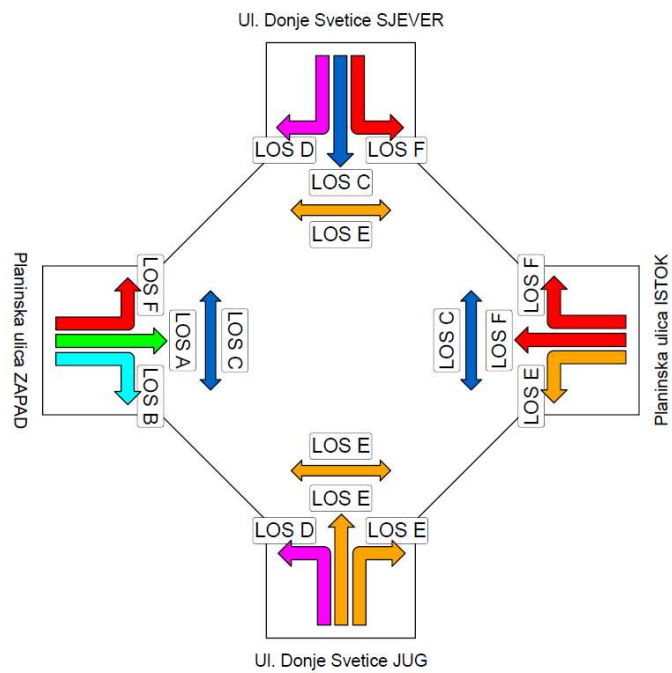 Ul. Donje Svetice SJEVER
LOS D
LOS F
LOS C
LOS E
Planinska ulica ZAPAD
LOS F
LOS A
LOS C
LOS B
LOS F
LOS C
LOS F
LOS E
Planinska ulica ISTOK
LOS E
LOS E
LOS D
LOS E
Ul. Donje Svetice JUG